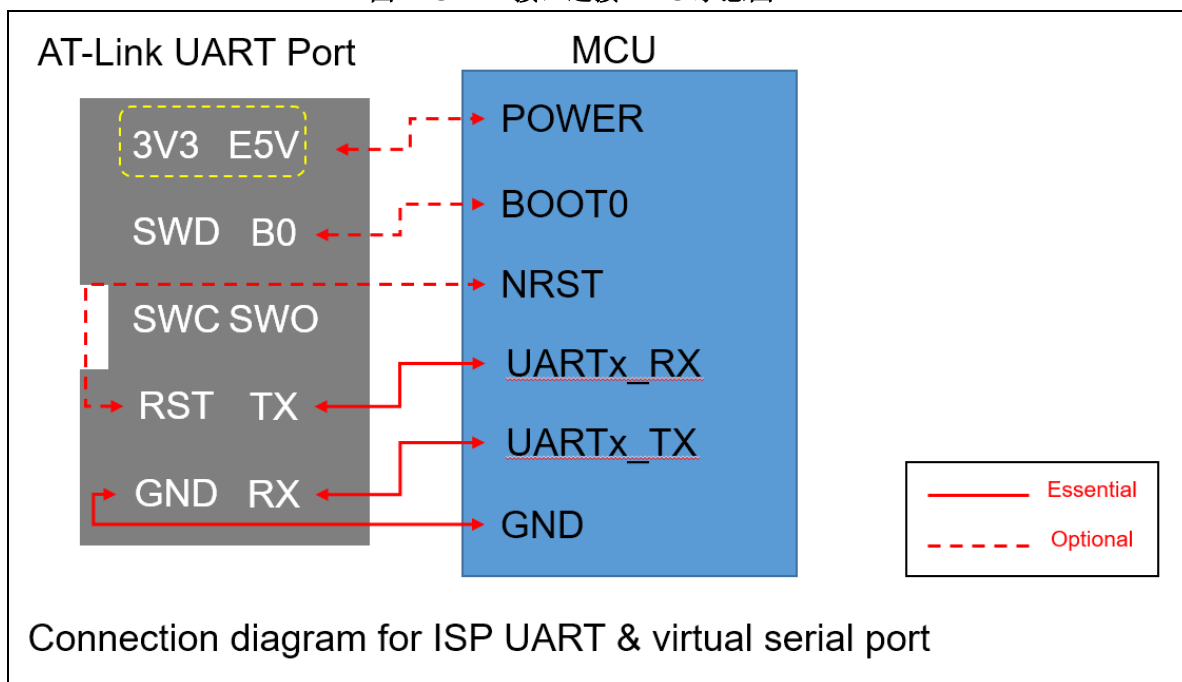 AT-Link UART Port
MCU
3V3 E5V
POWER
SWD B0
BOOT0
SWC SWO
NRST
RST TX
UARTx_RX
GND RX
UARTx_TX
GND
Essential
Optional
Connection diagram for ISP UART & virtual serial port